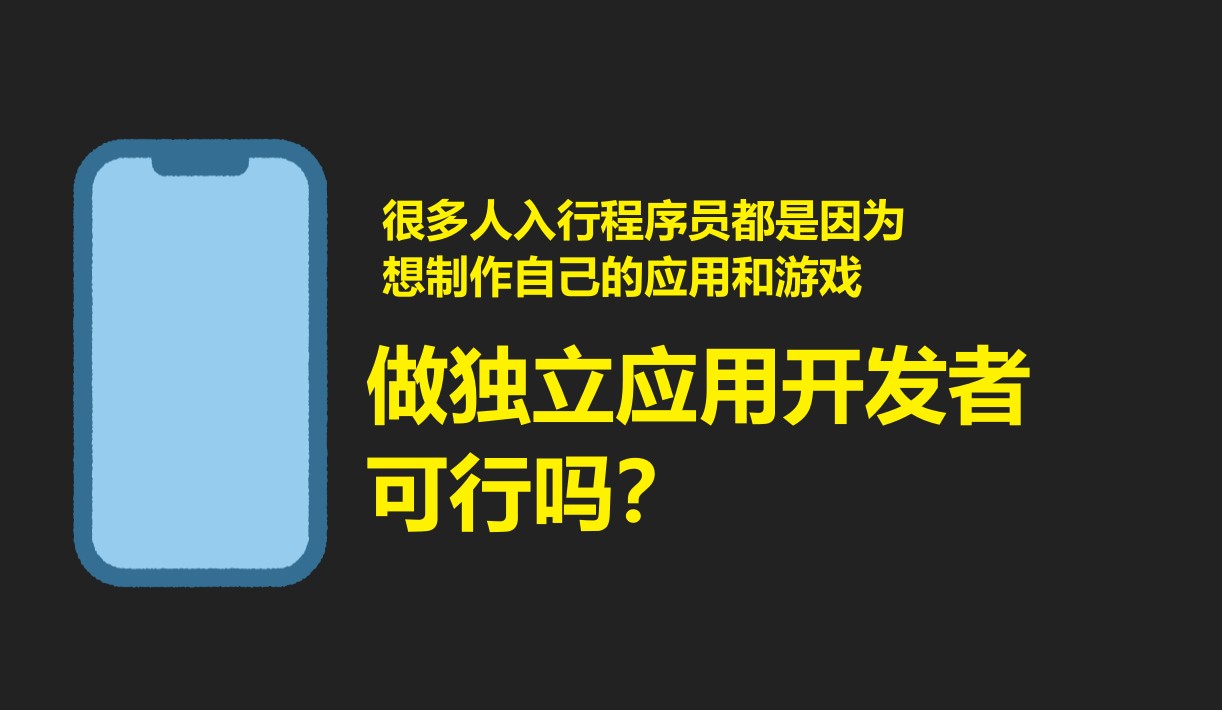 很多人入行程序员都是因为
想制作自己的应用和游戏
做独立应用开发者
可行吗？